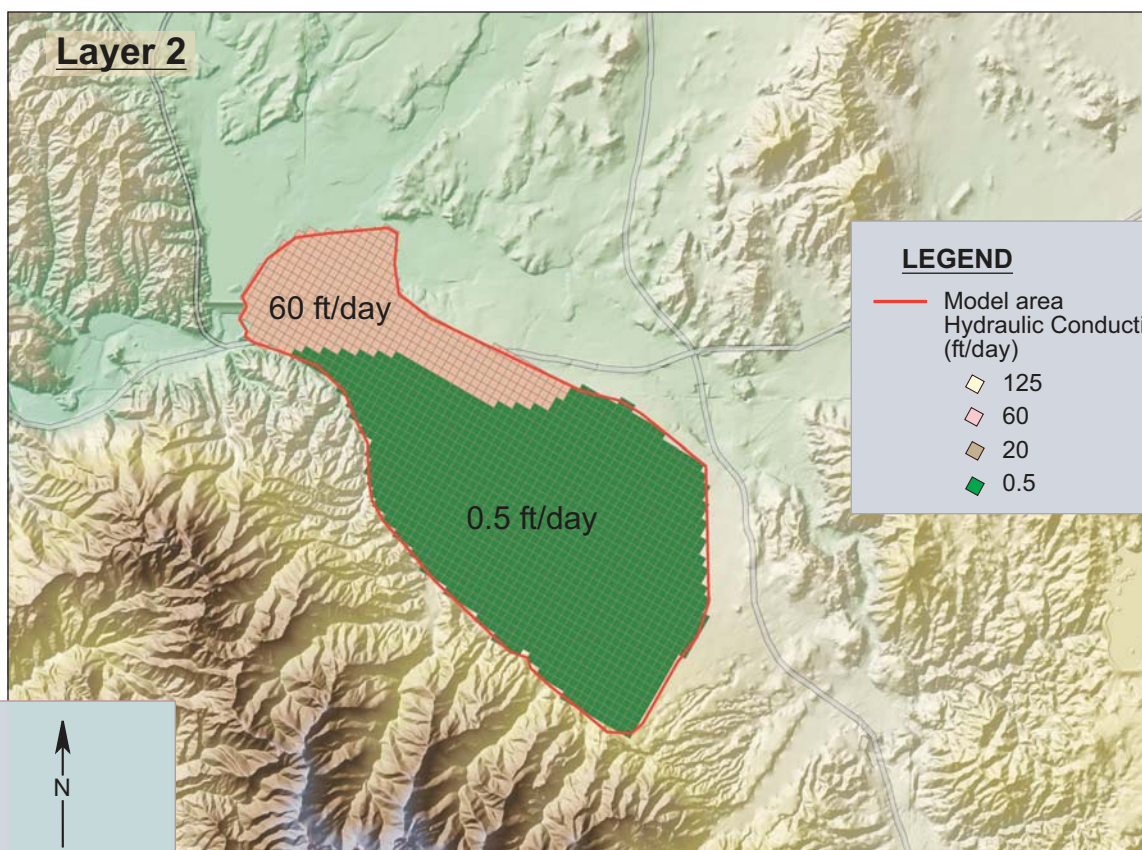 Layer 2
60 ft/day
0.5 ft/day
LEGEND
Model area
Hydraulic Conducti
(ft/day)
125
60
20
0.5
N